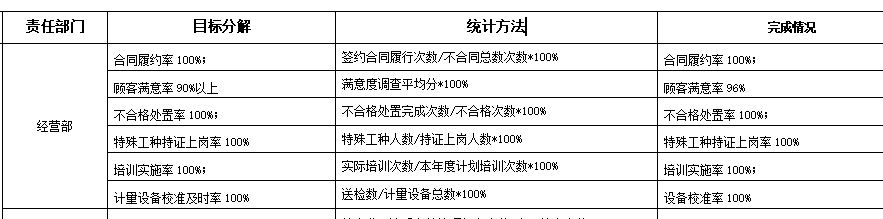 责任部门 目标分解 统计方法 完成情况
合同履约率 100%； 签约合同履行次数/不合同总数次数*100% 合同履约率 100%；
顾客满意率 90%以上 满意度调查平均分*100% 顾客满意率 96%
不合格处置率 100%； 不合格处置完成次数/不合格次数*100% 不合格处置率 100%；
经营部
特殊工种持证上岗率 100% 特殊工种人数/持证上岗人数*100% 特殊工种持证上岗率 100%
培训实施率 100%； 实际培训次数/本年度计划培训次数*100% 培训实施率 100%；
计量设备校准及时率 100% 送检数/计量设备总数*100% 设备校准率 100%